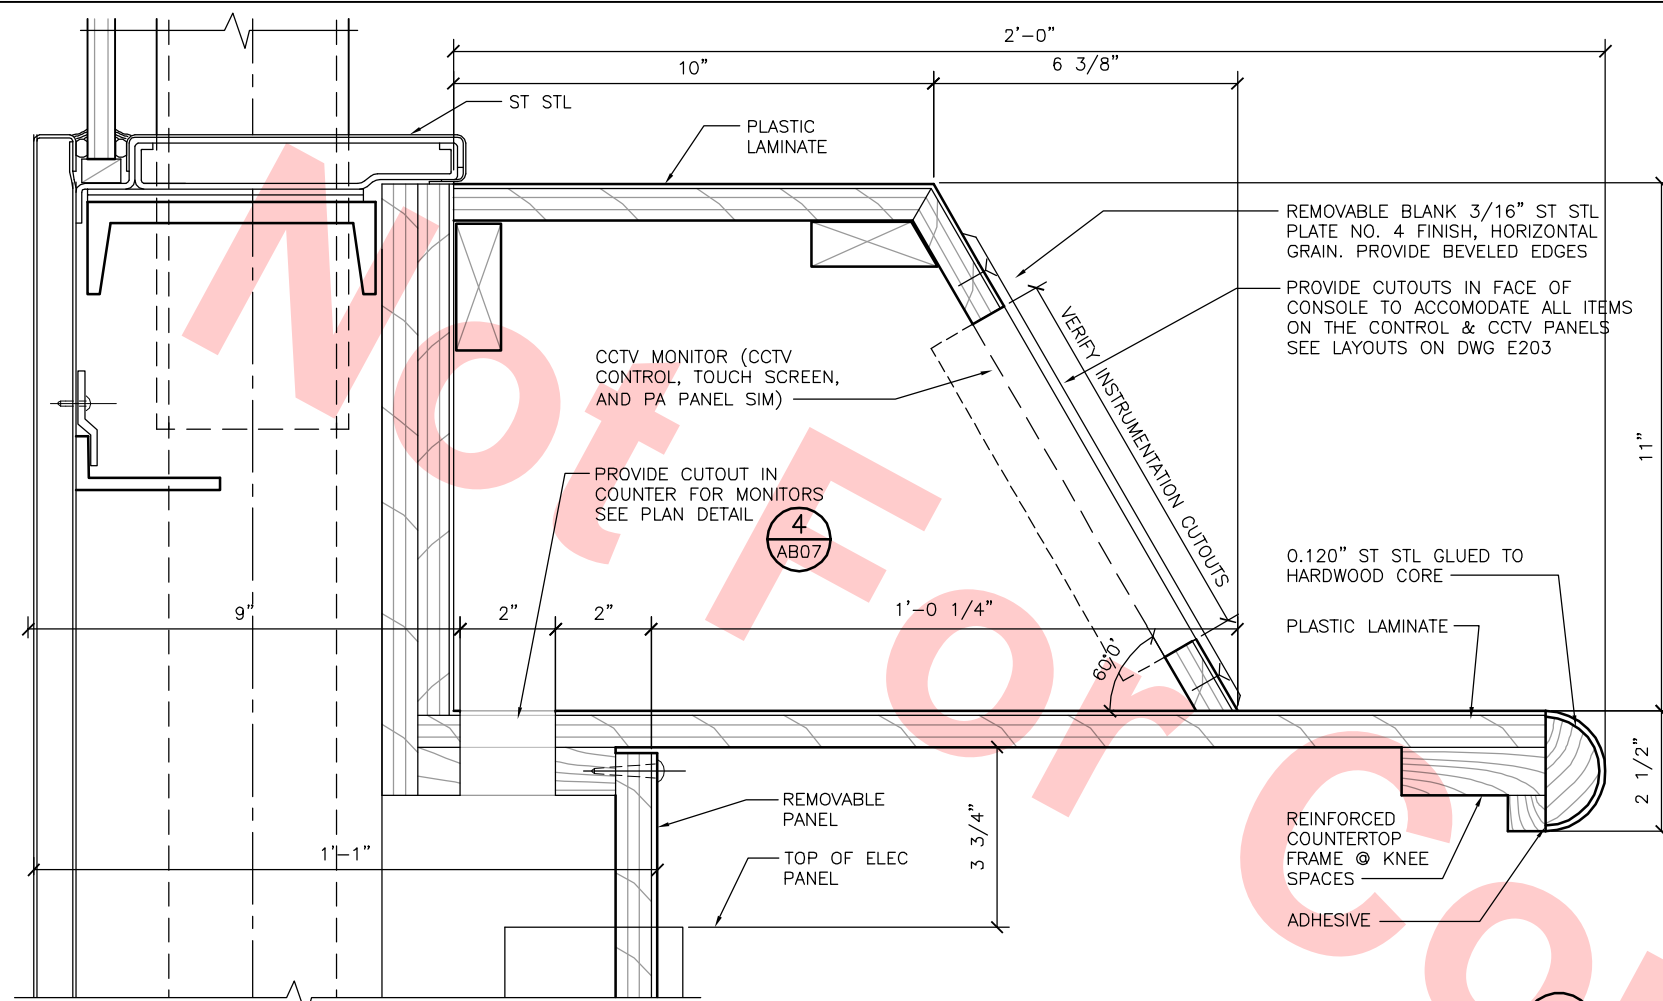 2'-0"
10"
6 3/8"
ST STL
PLASTIC
LAMINATE
REMOVABLE BLANK 3/16" ST STL
PLATE NO. 4 FINISH, HORIZONTAL
GRAIN. PROVIDE BEVELED EDGES
PROVIDE CUTOUTS IN FACE OF
CONSOLE TO ACCOMODATE ALL ITEMS
ON THE CONTROL & CCTV PANELS
SEE LAYOUTS ON DWG E203
VERIFY INSTRUMENTATION CUTOUTS
CCTV MONITOR (CCTV
CONTROL, TOUCH SCREEN,
AND PA PANEL SIM)
11"
PROVIDE CUTOUT IN
COUNTER FOR MONITORS
SEE PLAN DETAIL
4
AB07
0.120" ST STL GLUED TO
HARDWOOD CORE
PLASTIC LAMINATE
9"
2"
2"
1'-0 1/4"
60°0'
2 1/2"
REMOVABLE
PANEL
3 3/4"
REINFORCED
COUNTERTOP
FRAME @ KNEE
SPACES
1'-1"
TOP OF ELEC
PANEL
ADHESIVE
Not For Co